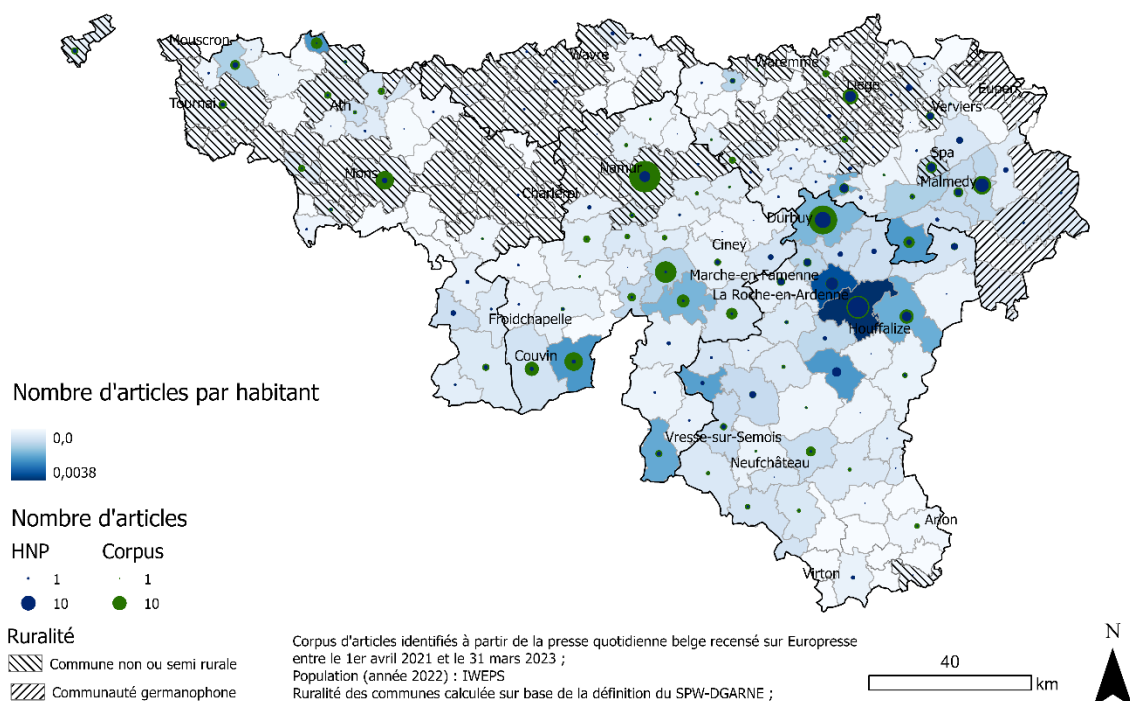 Mouscron
Wavre
Waremme
Liège
Eupen
Tournai
Ath
Verviers
Spa
Mons
Namur
Malmedy
Charleroi
Durbuy
Ciney
Marche-en-Famenne
La Roche-en-Ardenne
Froidchapelle
Houffalize
Couvin
Vresse-sur-Semois
Neufchâteau
Arlon
Virton
Nombre d'articles par habitant
0,0
0,0038
Nombre d'articles
HNP Corpus
1 1
10 10
Ruralité
Commune non ou semi rurale
Communauté germanophone
Corpus d'articles identifiés à partir de la presse quotidienne belge recensé sur Europresse
entre le 1er avril 2021 et le 31 mars 2023 ;
Population (année 2022) : IWEPS
Ruralité des communes calculée sur base de la définition du SPW-DGARNE ;
40
km
N